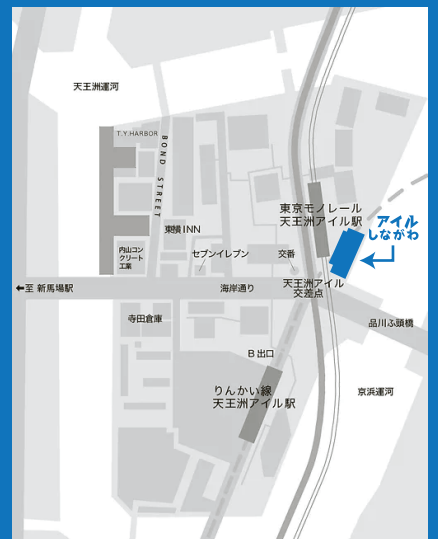 天王洲運河
T.Y.HARBOR
BOND STREET
東京モノレール
天王洲アイル駅
アイル
しながわ
東横INN
内山コン
クリート
工業
セブンイレブン
交番
←至 新馬場駅
海岸通り
天王洲アイル
交差点
寺田倉庫
品川ふ頭橋
B出口
りんかい線
天王洲アイル駅
京浜運河